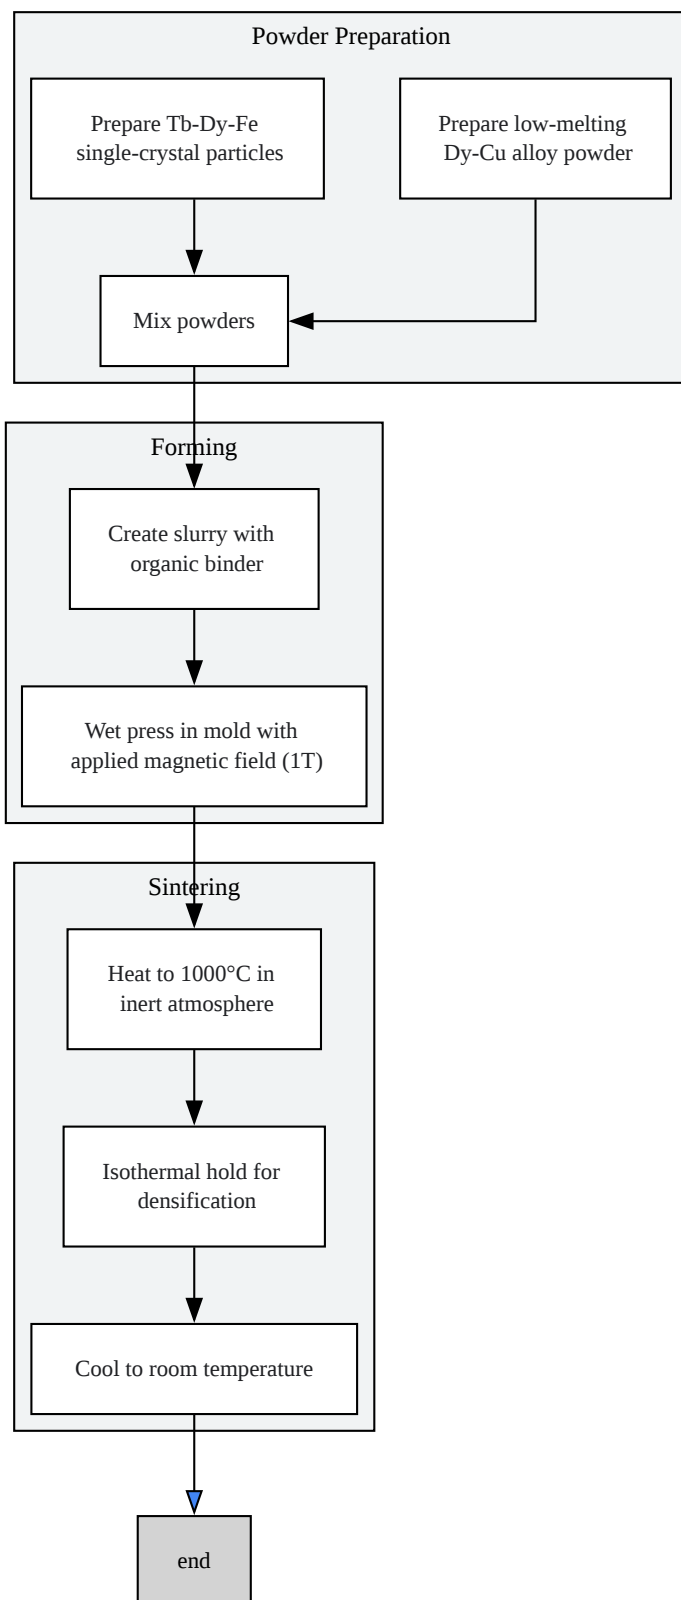 Powder Preparation
Prepare Tb-Dy-Fe
single-crystal particles
Prepare low-melting
Dy-Cu alloy powder
Mix powders
Forming
Create slurry with
organic binder
Wet press in mold with
applied magnetic field (1T)
Sintering
Heat to 1000°C in
inert atmosphere
Isothermal hold for
densification
Cool to room temperature
end